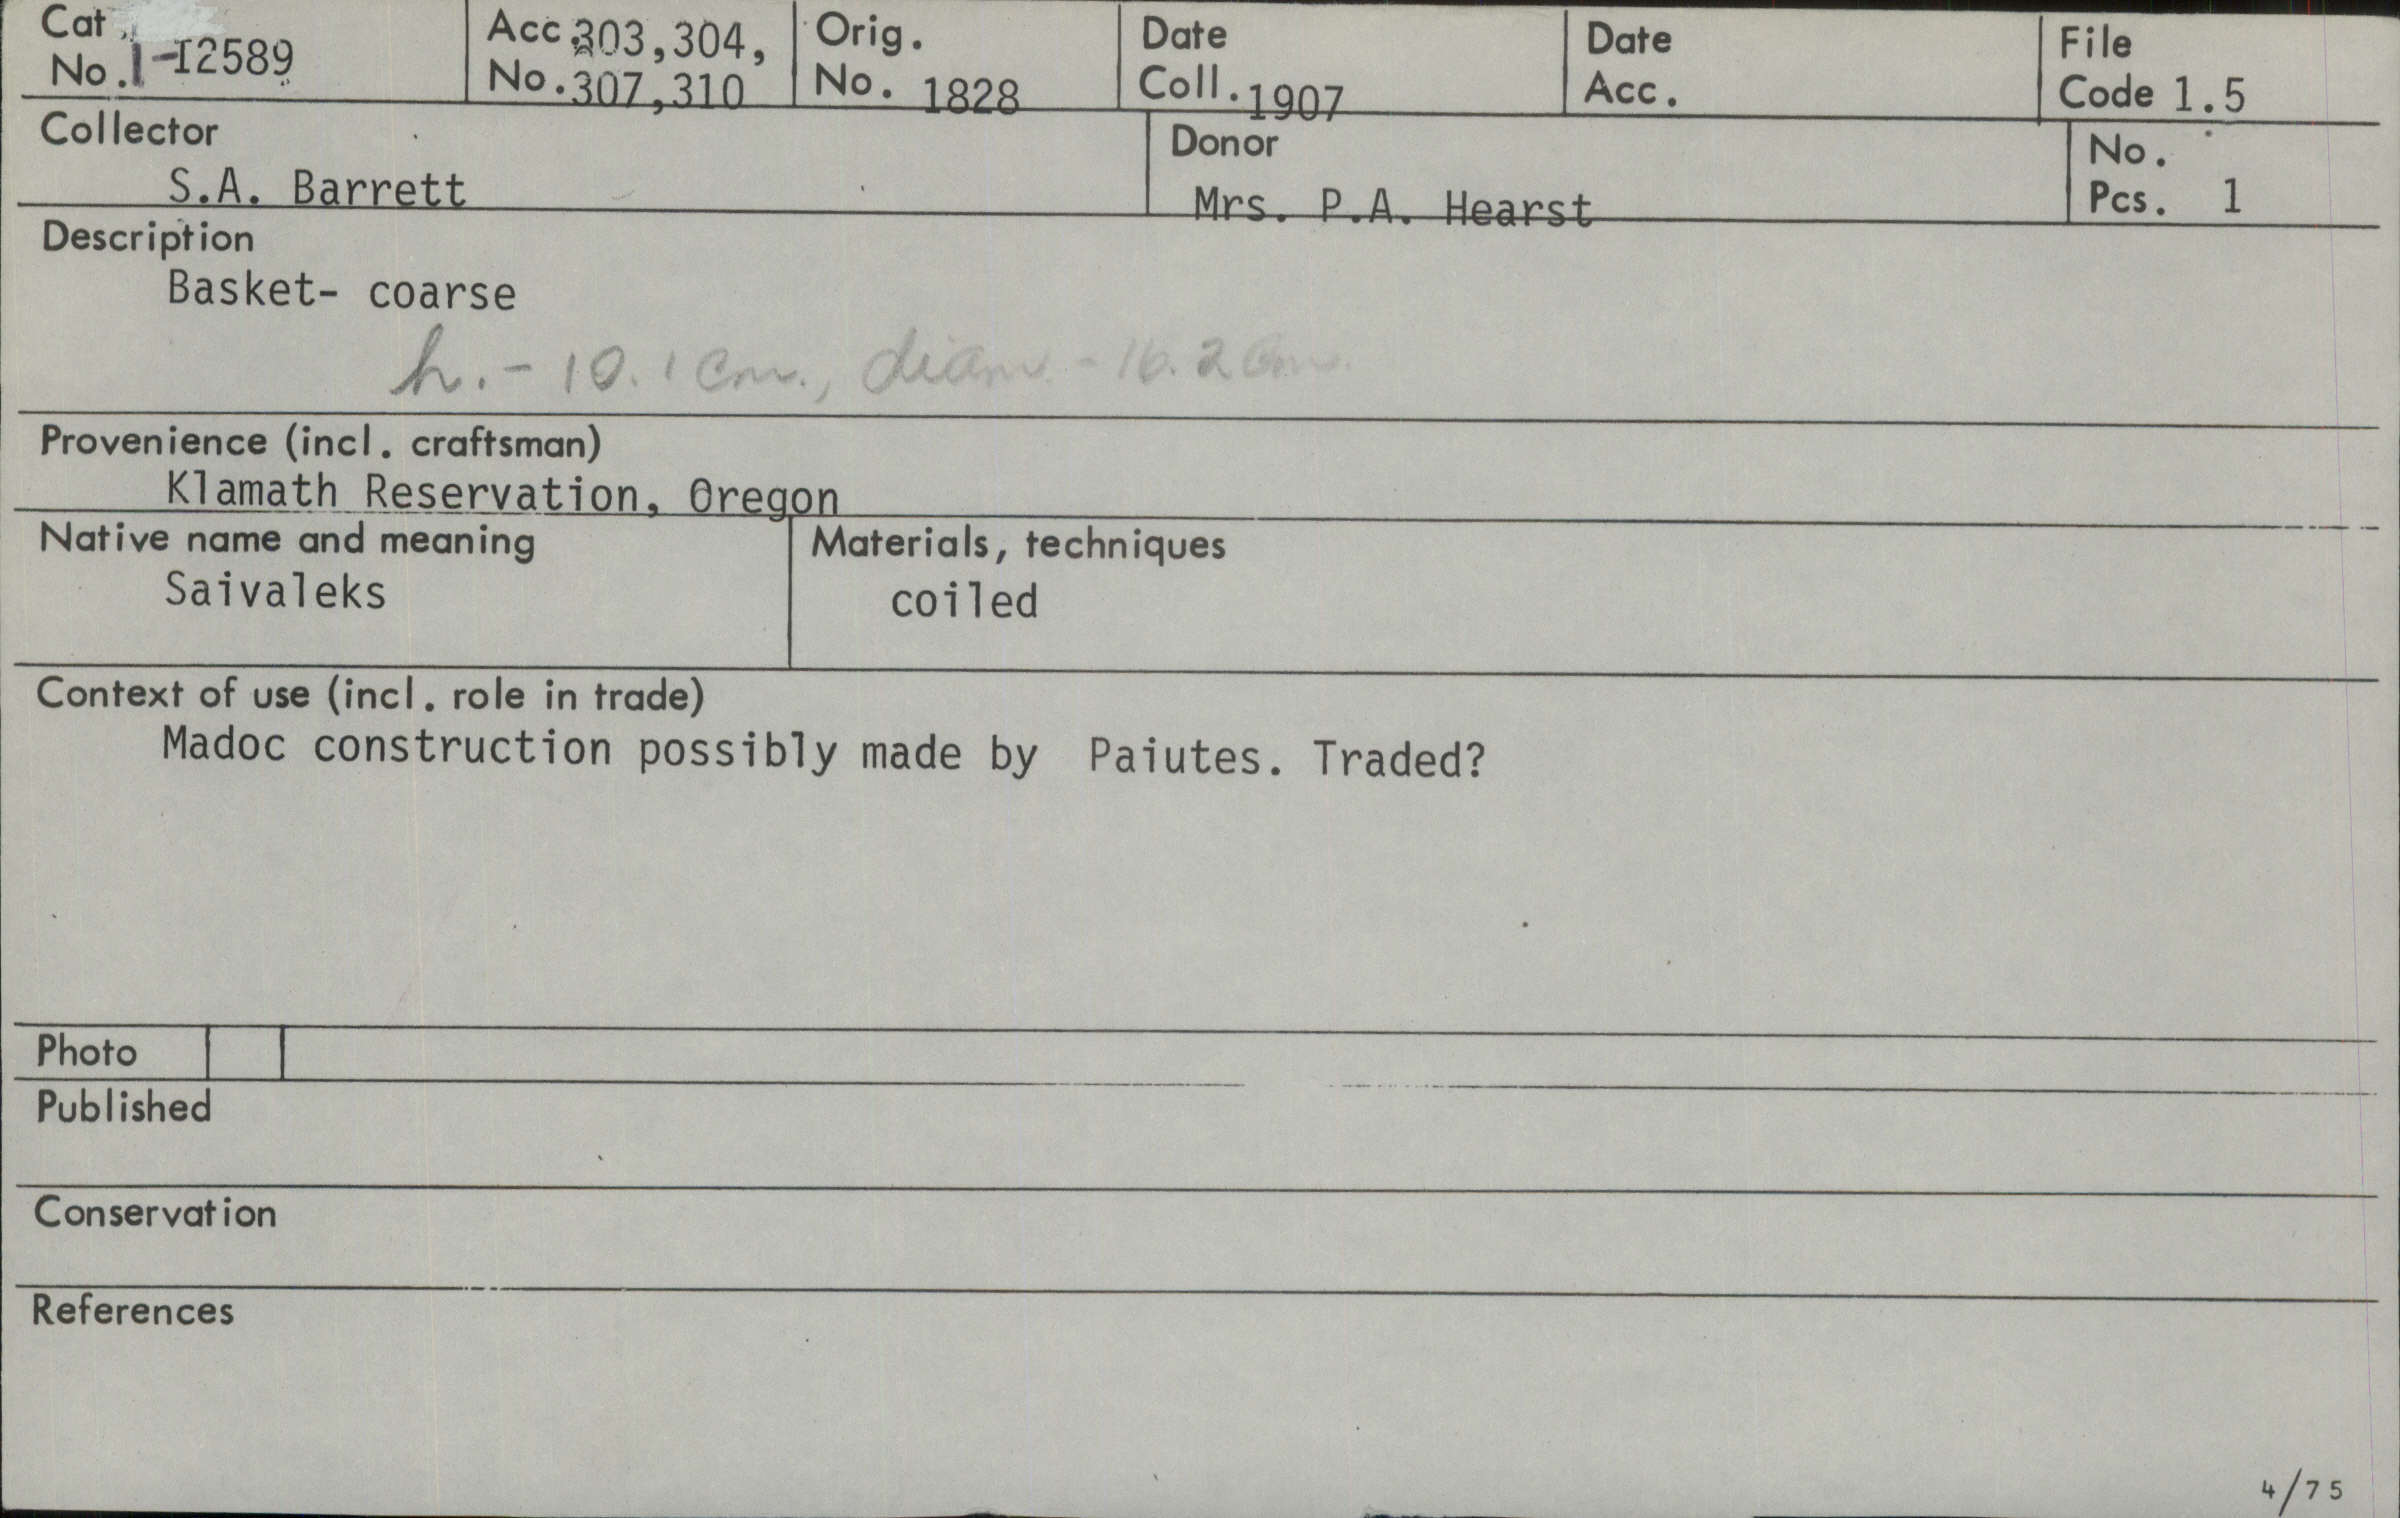 Cat. No. 1-12589
Acc. No. 303,304, 307,310
Orig. No. 1828
Date Coll. 1907
Date Acc.
File Code 1.5
Collector
S.A. Barrett
Donor
Mrs. P.A. Hearst
No. Pcs. 1
Description
Basket- coarse
h. - 10.1 cm., diam. - 16.2 cm.
Provenience (incl. craftsman)
Klamath Reservation, Oregon
Native name and meaning
Saivaleks
Materials, techniques
coiled
Context of use (incl. role in trade)
Madoc construction possibly made by Paiutes. Traded?
Photo
Published
Conservation
References
4/75